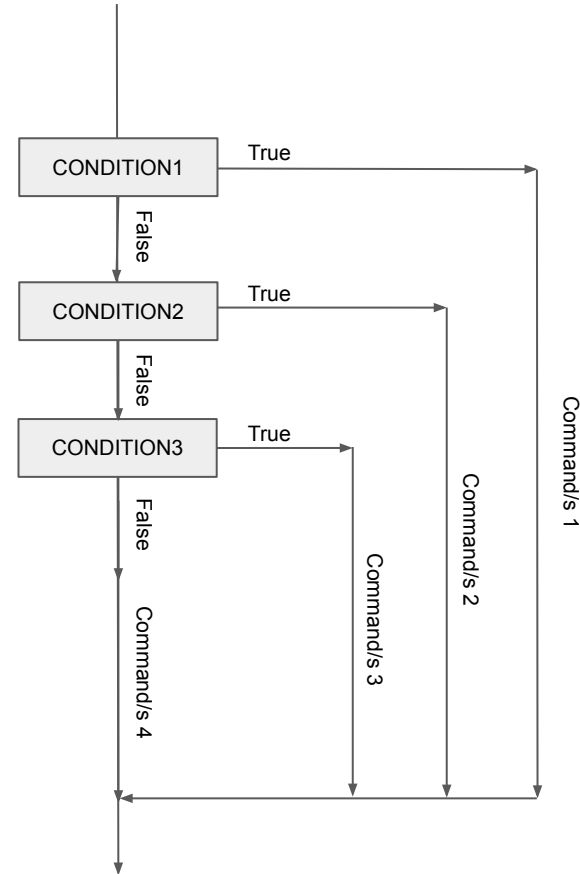 CONDITION1
True
False
CONDITION2
True
False
CONDITION3
True
False
Command/s 1
Command/s 2
Command/s 3
Command/s 4